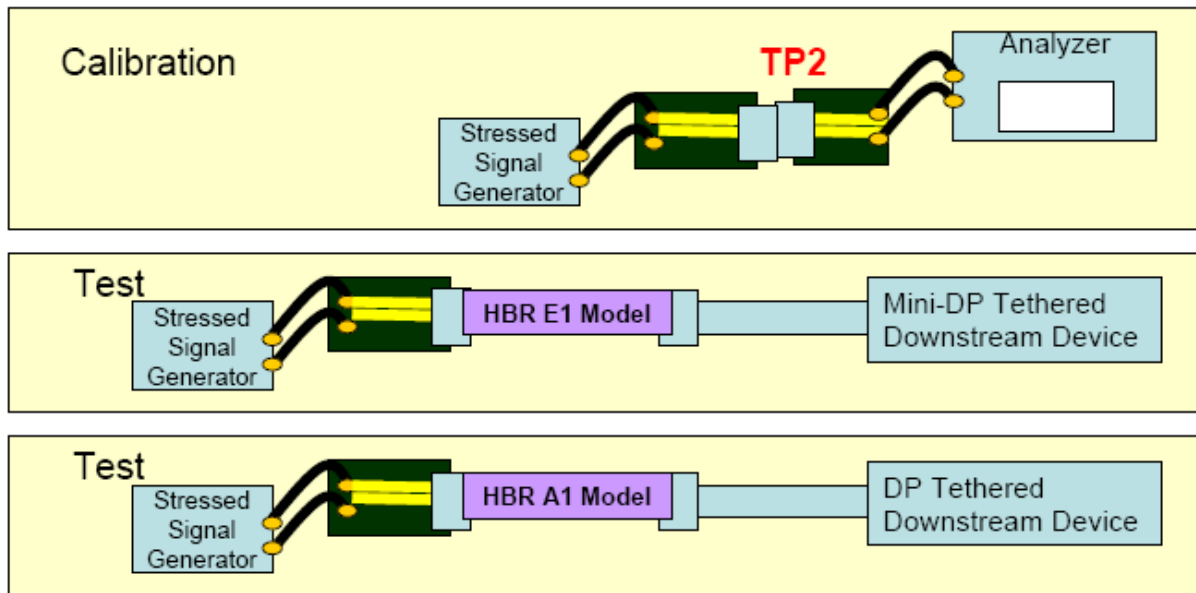 Calibration
TP2
Analyzer
Stressed
Signal
Generator
Test
Stressed
Signal
Generator
HBR E1 Model
Mini-DP Tethered
Downstream Device
Test
Stressed
Signal
Generator
HBR A1 Model
DP Tethered
Downstream Device